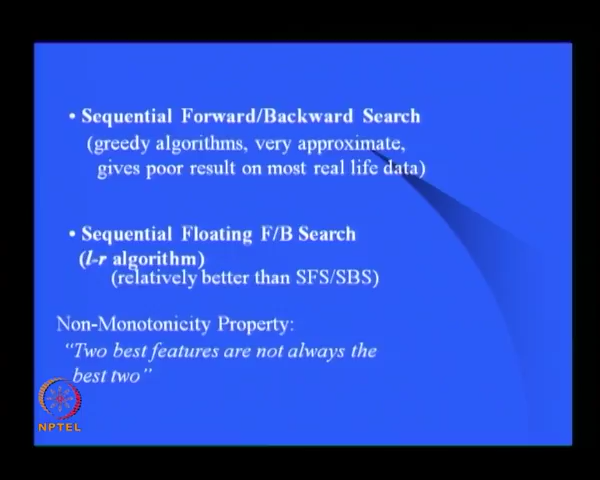 • Sequential Forward/Backward Search
(greedy algorithms, very approximate,
gives poor result on most real life data)
• Sequential Floating F/B Search
(l-r algorithm)
(relatively better than SFS/SBS)
Non-Monotonicity Property:
“Two best features are not always the
best two”
NPTEL